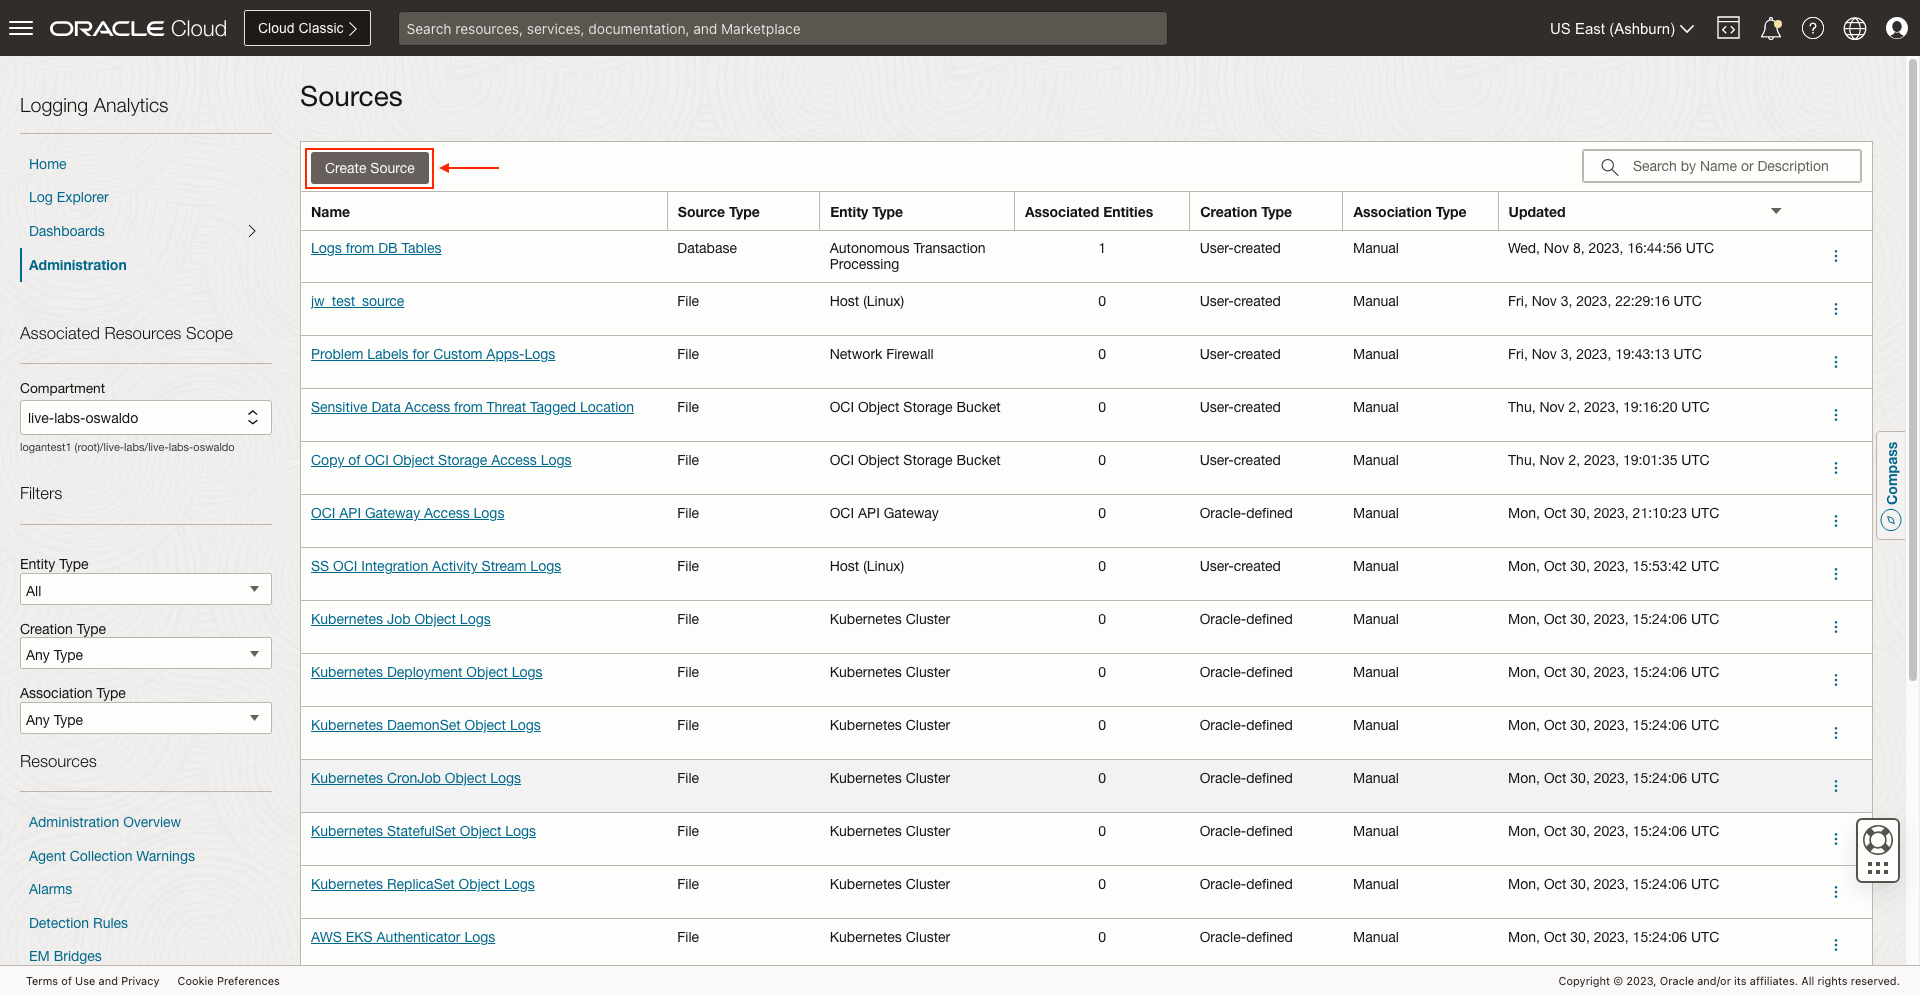 ORACLE Cloud
Cloud Classic
Search resources, services, documentation, and Marketplace
US East (Ashburn)
Logging Analytics
Home
Log Explorer
Dashboards
Administration
Associated Resources Scope
Compartment
live-labs-oswaldo
logantest1 (root)/live-labs/live-labs-oswaldo
Filters
Entity Type
All
Creation Type
Any Type
Association Type
Any Type
Resources
Administration Overview
Agent Collection Warnings
Alarms
Detection Rules
EM Bridges
Sources
Create Source
Search by Name or Description
Name Source Type Entity Type Associated Entities Creation Type Association Type Updated
Logs from DB Tables Database Autonomous Transaction Processing 1 User-created Manual Wed, Nov 8, 2023, 16:44:56 UTC
jw_test_source File Host (Linux) 0 User-created Manual Fri, Nov 3, 2023, 22:29:16 UTC
Problem Labels for Custom Apps-Logs File Network Firewall 0 User-created Manual Fri, Nov 3, 2023, 19:43:13 UTC
Sensitive Data Access from Threat Tagged Location File OCI Object Storage Bucket 0 User-created Manual Thu, Nov 2, 2023, 19:16:20 UTC
Copy of OCI Object Storage Access Logs File OCI Object Storage Bucket 0 User-created Manual Thu, Nov 2, 2023, 19:01:35 UTC
OCI API Gateway Access Logs File OCI API Gateway 0 Oracle-defined Manual Mon, Oct 30, 2023, 21:10:23 UTC
SS OCI Integration Activity Stream Logs File Host (Linux) 0 User-created Manual Mon, Oct 30, 2023, 15:53:42 UTC
Kubernetes Job Object Logs File Kubernetes Cluster 0 Oracle-defined Manual Mon, Oct 30, 2023, 15:24:06 UTC
Kubernetes Deployment Object Logs File Kubernetes Cluster 0 Oracle-defined Manual Mon, Oct 30, 2023, 15:24:06 UTC
Kubernetes DaemonSet Object Logs File Kubernetes Cluster 0 Oracle-defined Manual Mon, Oct 30, 2023, 15:24:06 UTC
Kubernetes CronJob Object Logs File Kubernetes Cluster 0 Oracle-defined Manual Mon, Oct 30, 2023, 15:24:06 UTC
Kubernetes StatefulSet Object Logs File Kubernetes Cluster 0 Oracle-defined Manual Mon, Oct 30, 2023, 15:24:06 UTC
Kubernetes ReplicaSet Object Logs File Kubernetes Cluster 0 Oracle-defined Manual Mon, Oct 30, 2023, 15:24:06 UTC
AWS EKS Authenticator Logs File Kubernetes Cluster 0 Oracle-defined Manual Mon, Oct 30, 2023, 15:24:06 UTC
Compass
Terms of Use and Privacy Cookie Preferences
Copyright © 2023, Oracle and/or its affiliates. All rights reserved.